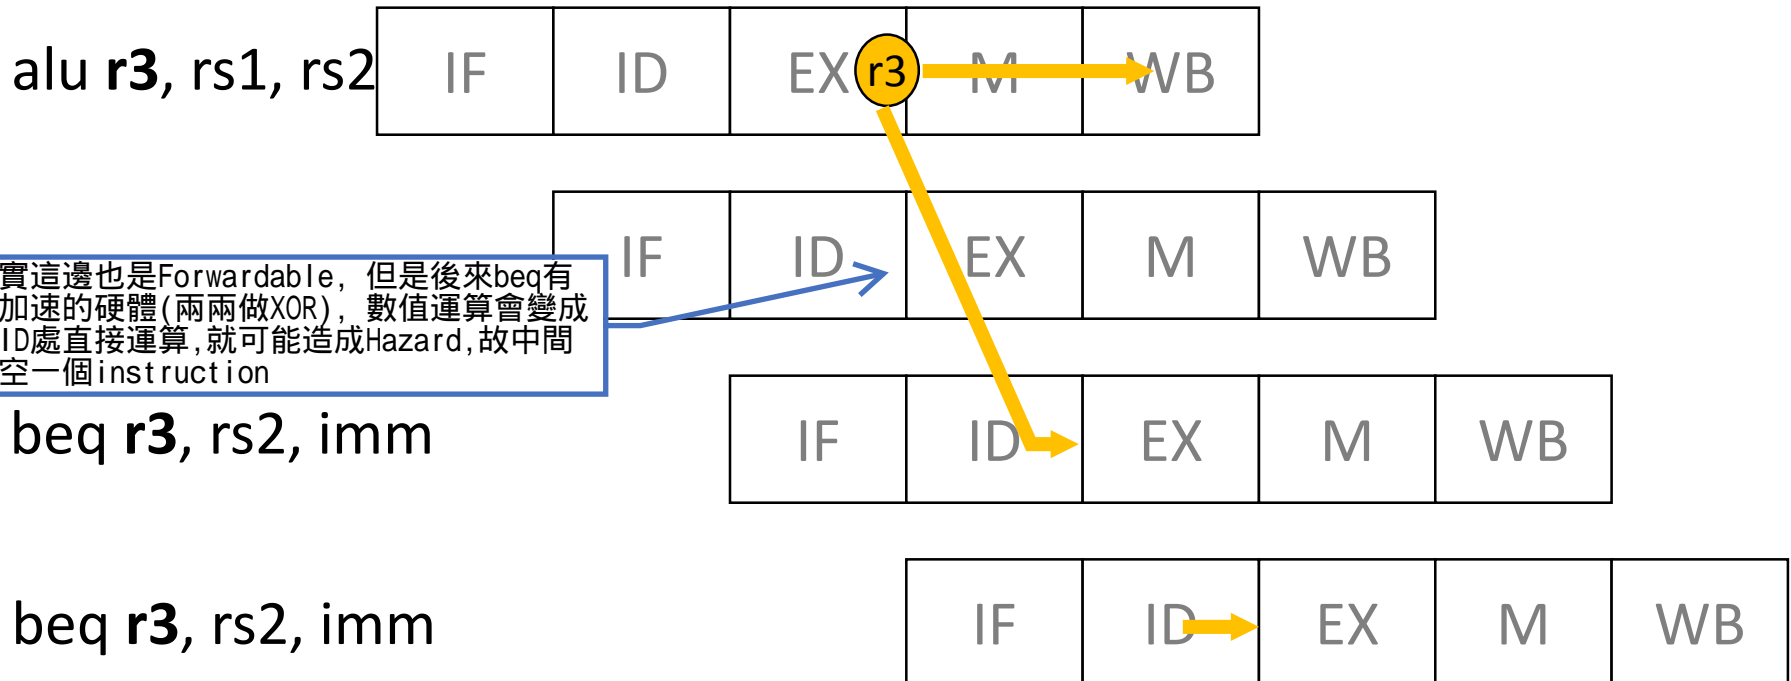 alu r3, rs1, rs2 IF ID EX r3 M WB
IF ID EX M WB
實這邊也是Forwardable, 但是後來beq有
加速的硬體(兩兩做XOR), 數值運算會變成
ID處直接運算,就可能造成Hazard,故中間
空一個instruction
beq r3, rs2, imm IF ID EX M WB
beq r3, rs2, imm IF ID EX M WB